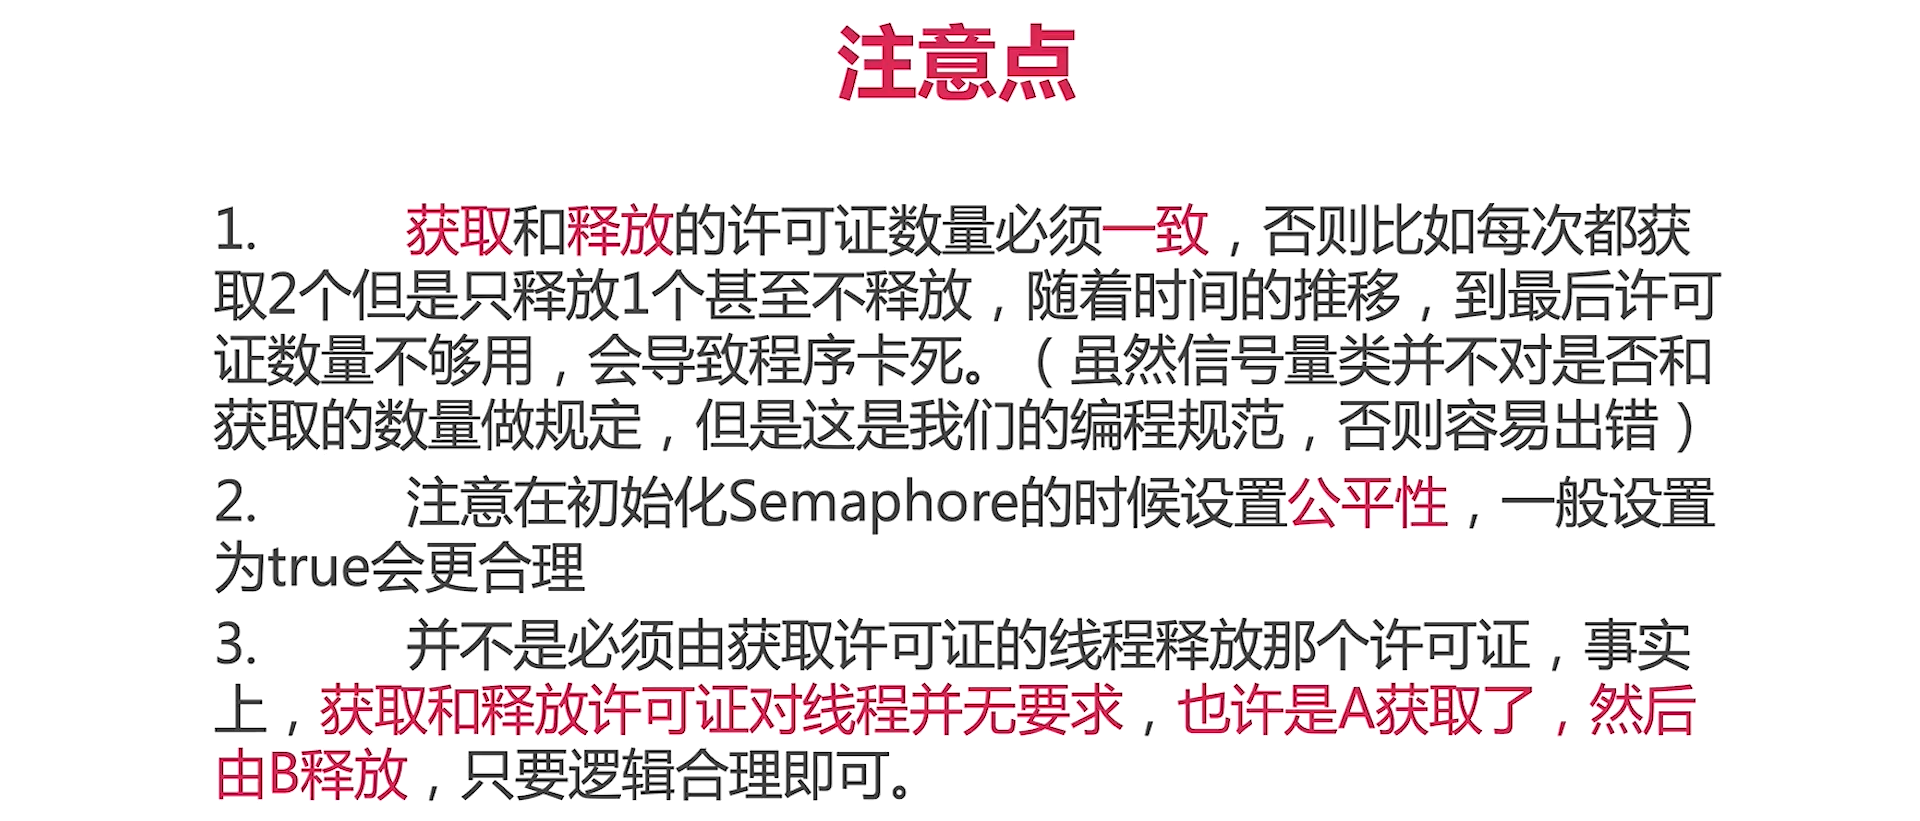 注意点
1. 获取和释放的许可证数量必须一致，否则比如每次都获
取2个但是只释放1个甚至不释放，随着时间的推移，到最后许可
证数量不够用，会导致程序卡死。（虽然信号量类并不对是否和
获取的数量做规定，但是这是我们的编程规范，否则容易出错）
2. 注意在初始化Semaphore的时候设置公平性，一般设置
为true会更合理
3. 并不是必须由获取许可证的线程释放那个许可证，事实
上，获取和释放许可证对线程并无要求，也许是A获取了，然后
由B释放，只要逻辑合理即可。